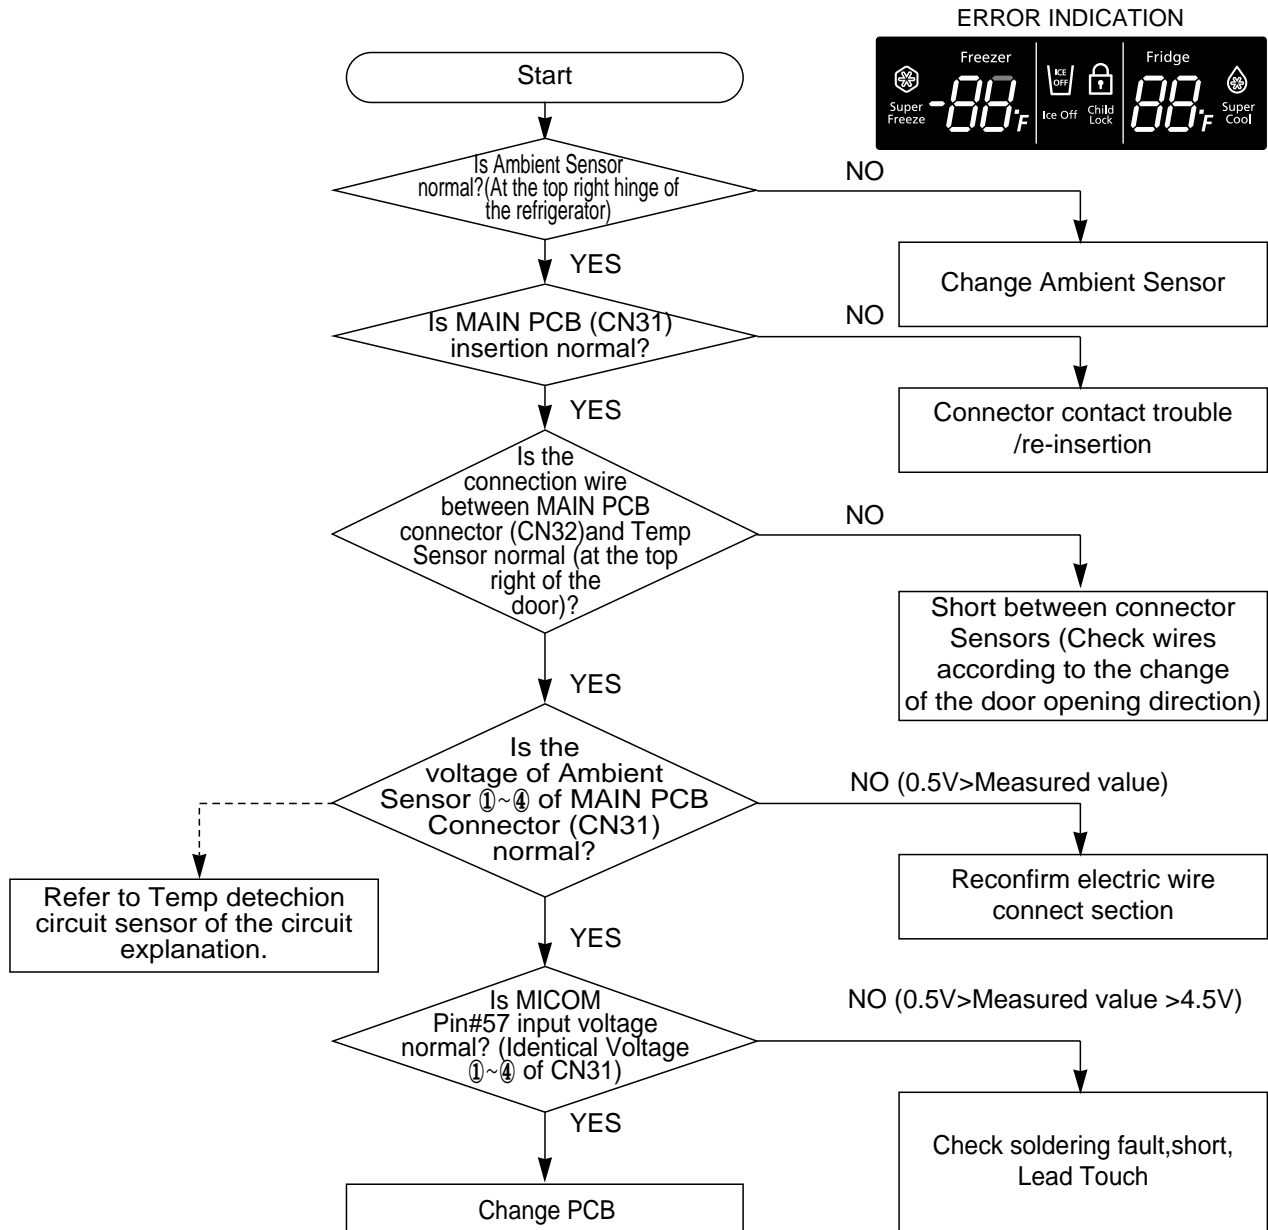 ERROR INDICATION
Freezer
Fridge
ICE
OFF
Super
Freeze
-88.F
Ice Off
Child
Lock
88.F
Super
Cool
Start
Is Ambient Sensor
normal?(At the top right hinge of
the refrigerator)
NO
YES
Change Ambient Sensor
Is MAIN PCB (CN31)
insertion normal?
NO
YES
Connector contact trouble
/re-insertion
Is the
connection wire
between MAIN PCB
connector (CN32)and Temp
Sensor normal (at the top
right of the
door)?
NO
YES
Short between connector
Sensors (Check wires
according to the change
of the door opening direction)
Is the
voltage of Ambient
Sensor ①~④ of MAIN PCB
Connector (CN31)
normal?
NO (0.5V>Measured value)
Reconfirm electric wire
connect section
Refer to Temp detechion
circuit sensor of the circuit
explanation.
YES
Is MICOM
Pin#57 input voltage
normal? (Identical Voltage
①~④ of CN31)
NO (0.5V>Measured value >4.5V)
YES
Check soldering fault,short,
Lead Touch
Change PCB